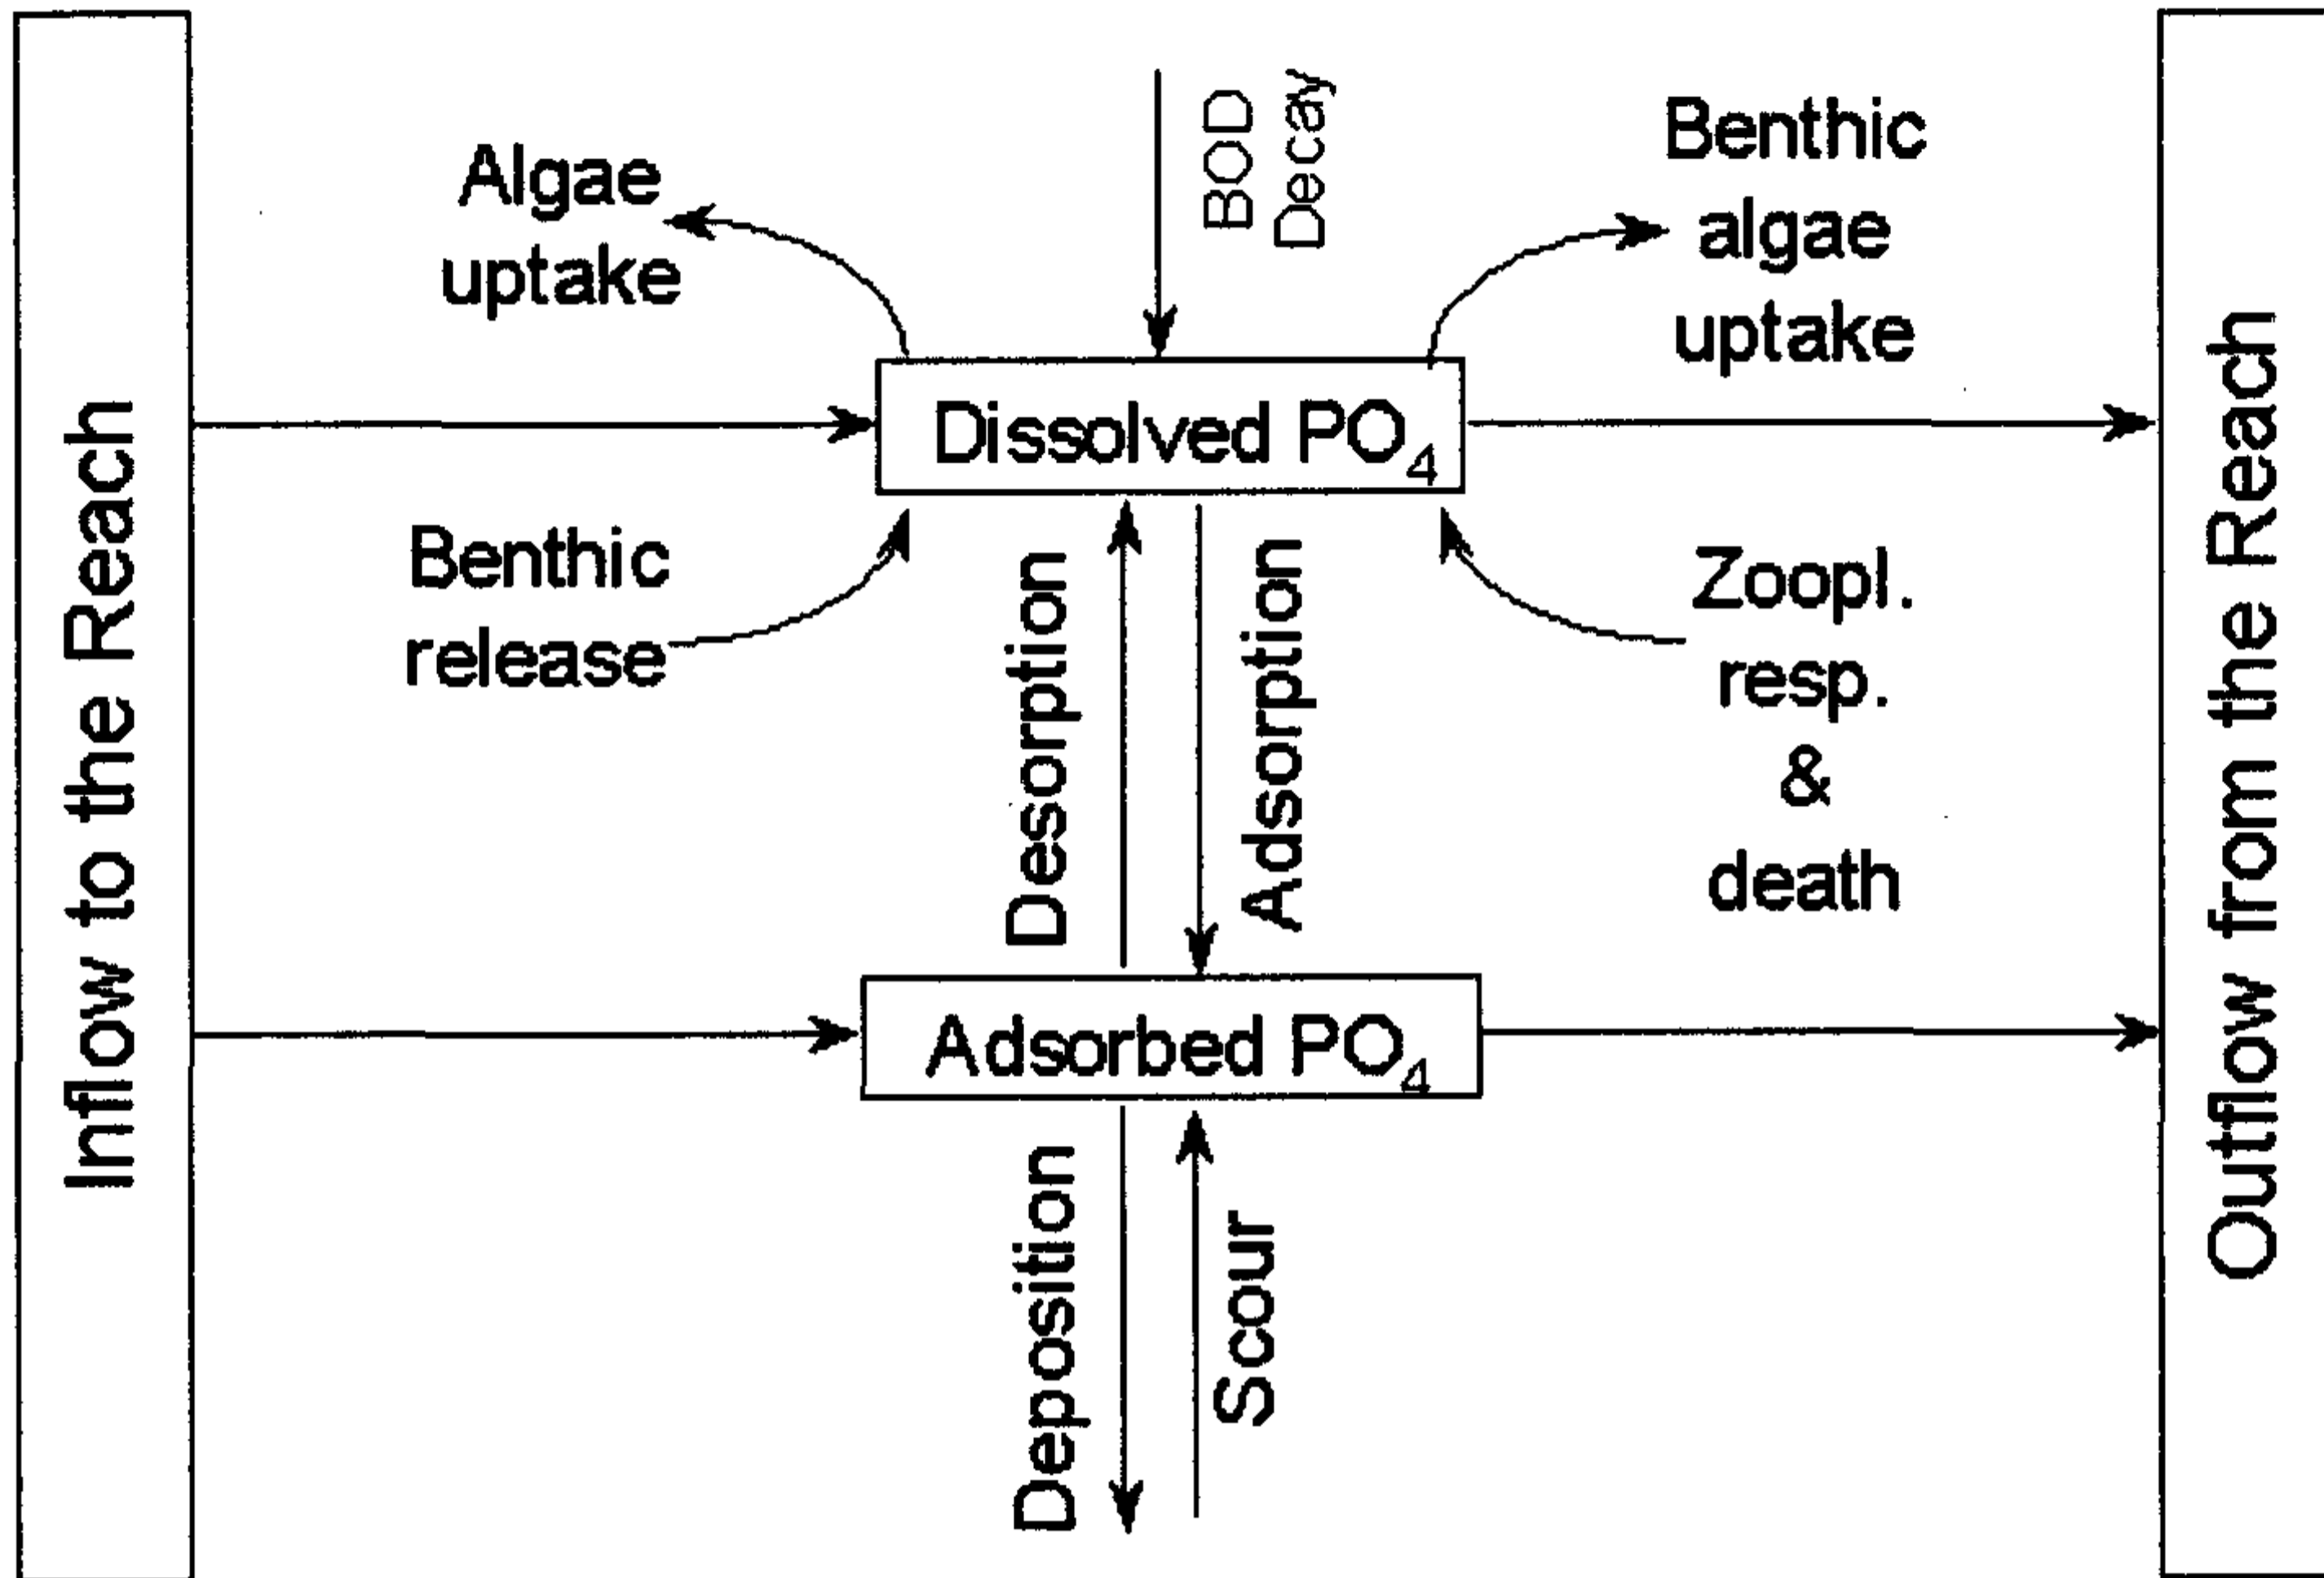 Inflow to the Reach
Algae
uptake
BOD
Decay
Benthic
algae
uptake
Dissolved PO4
Benthic
release
Desorption
Adsorption
Zoopl.
resp.
&
death
Adsorbed PO4
Deposition
Scour
Outflow from the Reach